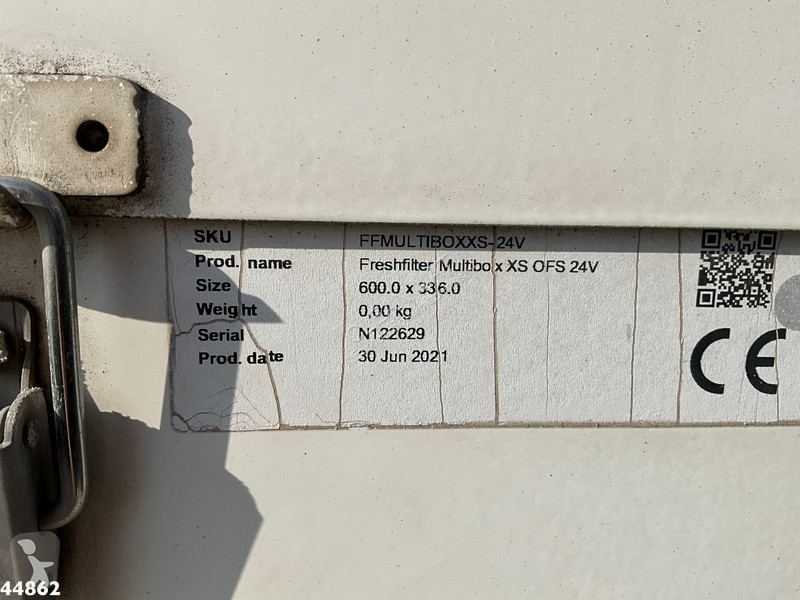 SKU FFMULTIBOXXS-24V
Prod. name Freshfilter Multibox XS OFS 24V
Size 600.0 x 336.0
Weight 0,00 kg
Serial N122629
Prod. date 30 Jun 2021
CE
44862